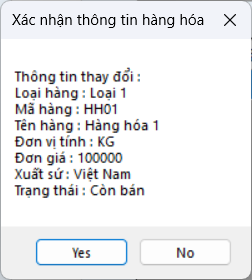 Xác nhận thông tin hàng hóa
Thông tin thay đổi :
Loại hàng : Loại 1
Mã hàng : HH01
Tên hàng : Hàng hóa 1
Đơn vị tính : KG
Đơn giá : 100000
Xuất sứ : Việt Nam
Trạng thái : Còn bán
Yes
No